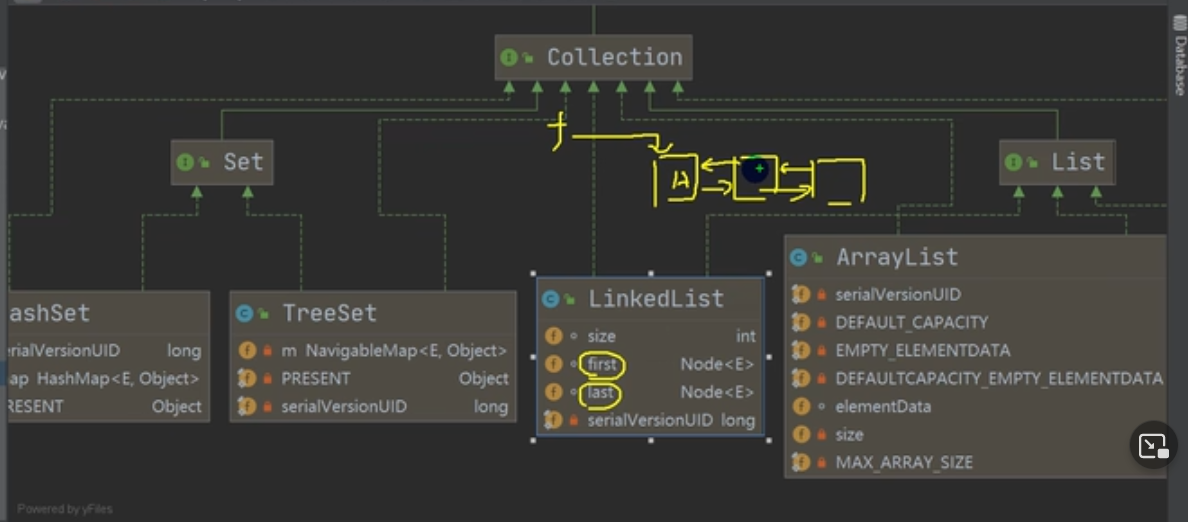 Collection
Database
f
Set
A
List
ashSet
erialVersionUID long
ap HashMap<E, Object>
RESENT Object
TreeSet
m NavigableMap<E, Object>
PRESENT Object
serialVersionUID long
LinkedList
size int
first Node<E>
last Node<E>
serialVersionUID long
ArrayList
serialVersionUID
DEFAULT_CAPACITY
EMPTY_ELEMENTDATA
DEFAULTCAPACITY_EMPTY_ELEMENTDATA
elementData
size
MAX_ARRAY_SIZE
Powered by yFiles